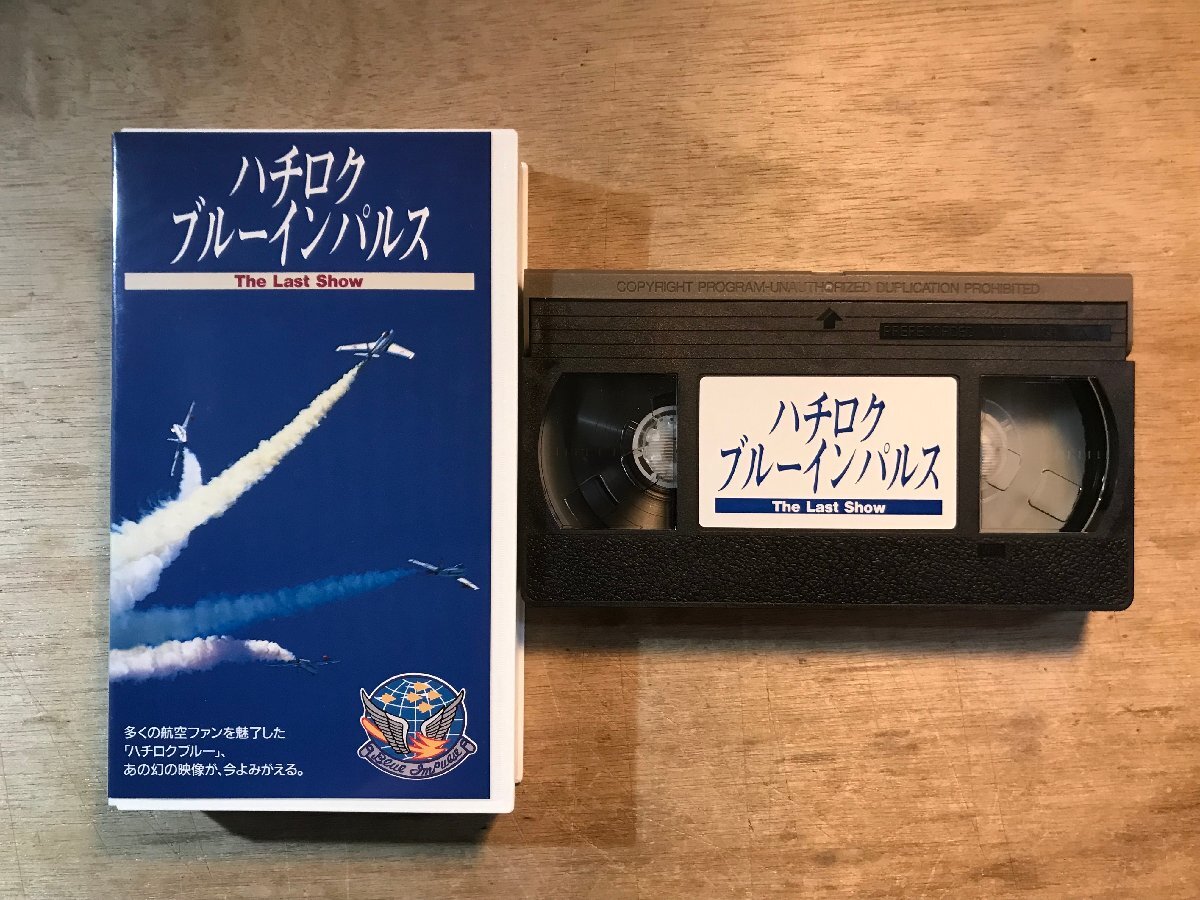 ハチロク
ブルーインパルス
The Last Show
多くの航空ファンを魅了した
「ハチロクブルー」、
あの幻の映像が、今よみがえる。
Blue Impulse
COPYRIGHT PROGRAM-UNAUTHORIZED DUPLICATION PROHIBITED
PRERECORDED
ハチロク
ブルーインパルス
The Last Show